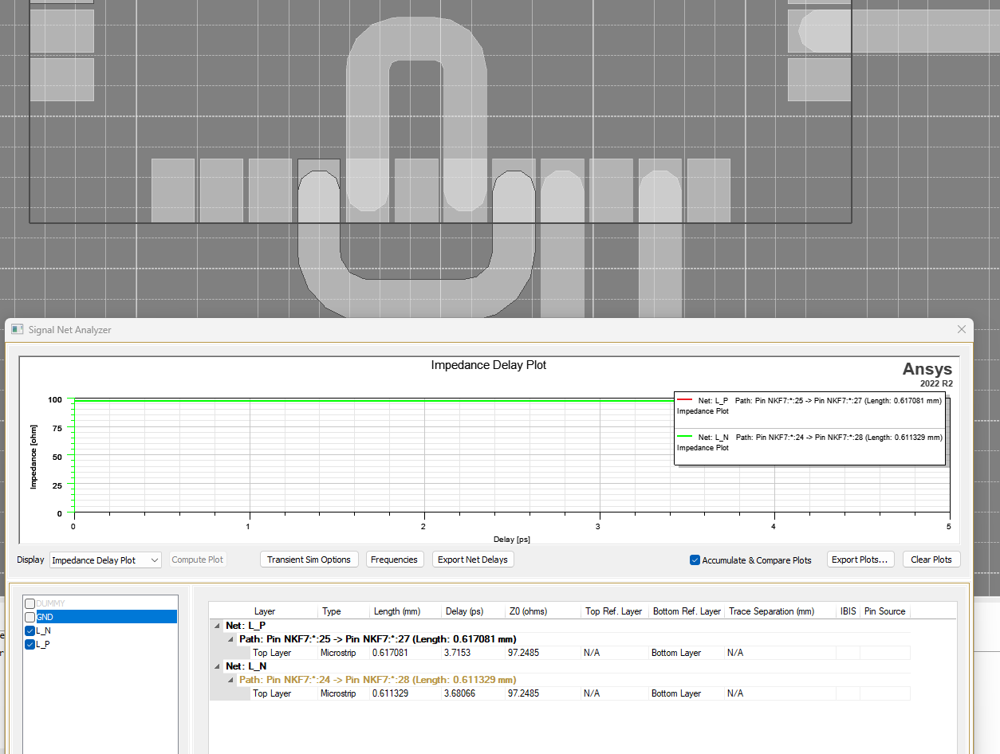 Signal Net Analyzer
Impedance Delay Plot
Ansys
2022 R2
100
75
50
25
0
Impedance [ohm]
Net: L_P Path: Pin NKF7:*:25 -> Pin NKF7:*:27 (Length: 0.617081 mm)
Impedance Plot
Net: L_N Path: Pin NKF7:*:24 -> Pin NKF7:*:28 (Length: 0.611329 mm)
Impedance Plot
0 1 2 3 4 5
Delay [ps]
Display Impedance Delay Plot Compute Plot Transient Sim Options Frequencies Export Net Delays Accumulate & Compare Plots Export Plots... Clear Plots
DUMMY
GND
L_N
L_P
Layer Type Length (mm) Delay (ps) Z0 (ohms) Top Ref. Layer Bottom Ref. Layer Trace Separation (mm) IBIS Pin Source
Net: L_P
Path: Pin NKF7:*:25 -> Pin NKF7:*:27 (Length: 0.617081 mm)
Top Layer Microstrip 0.617081 3.7153 97.2485 N/A Bottom Layer N/A
Net: L_N
Path: Pin NKF7:*:24 -> Pin NKF7:*:28 (Length: 0.611329 mm)
Top Layer Microstrip 0.611329 3.68066 97.2485 N/A Bottom Layer N/A